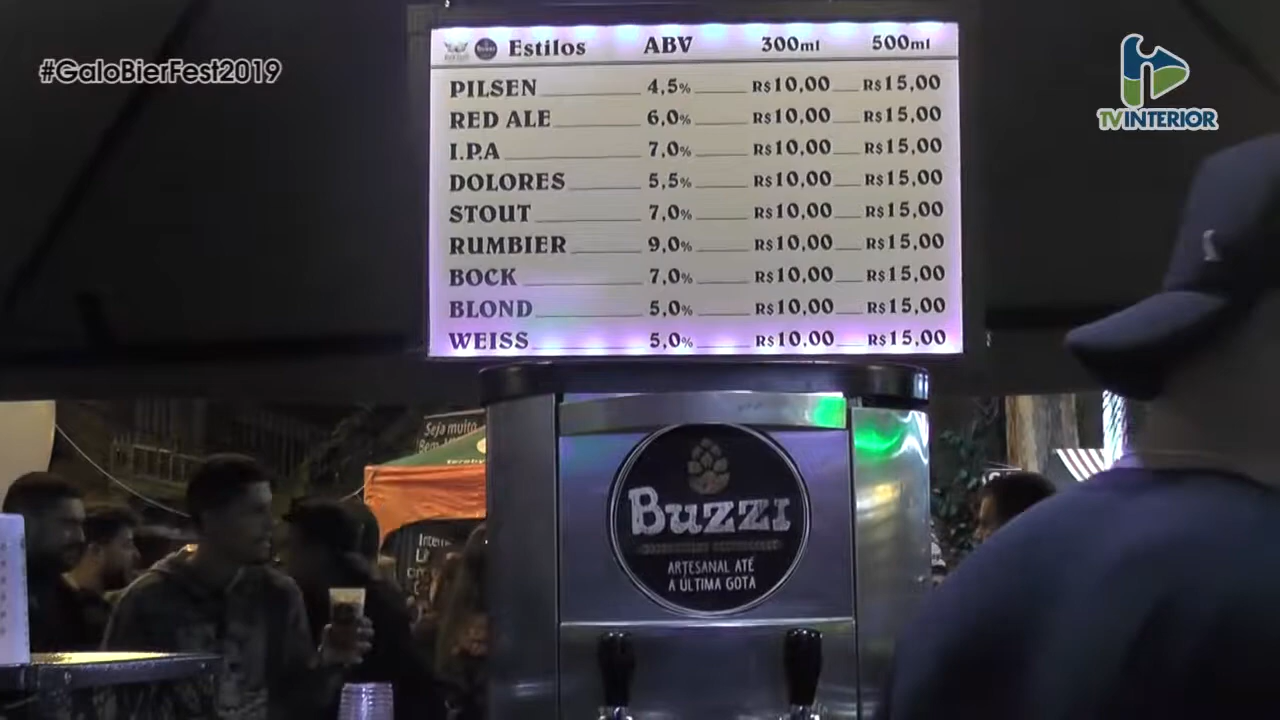 #GaloBierFest2019
TVINTERIOR
Estilos ABV 300ml 500ml
PILSEN 4,5% R$10,00 R$15,00
RED ALE 6,0% R$10,00 R$15,00
I.P.A 7,0% R$10,00 R$15,00
DOLORES 5,5% R$10,00 R$15,00
STOUT 7,0% R$10,00 R$15,00
RUMBIER 9,0% R$10,00 R$15,00
BOCK 7,0% R$10,00 R$15,00
BLOND 5,0% R$10,00 R$15,00
WEISS 5,0% R$10,00 R$15,00
Seja muito
BUZZI
ARTESANAL ATÉ
A ÚLTIMA GOTA